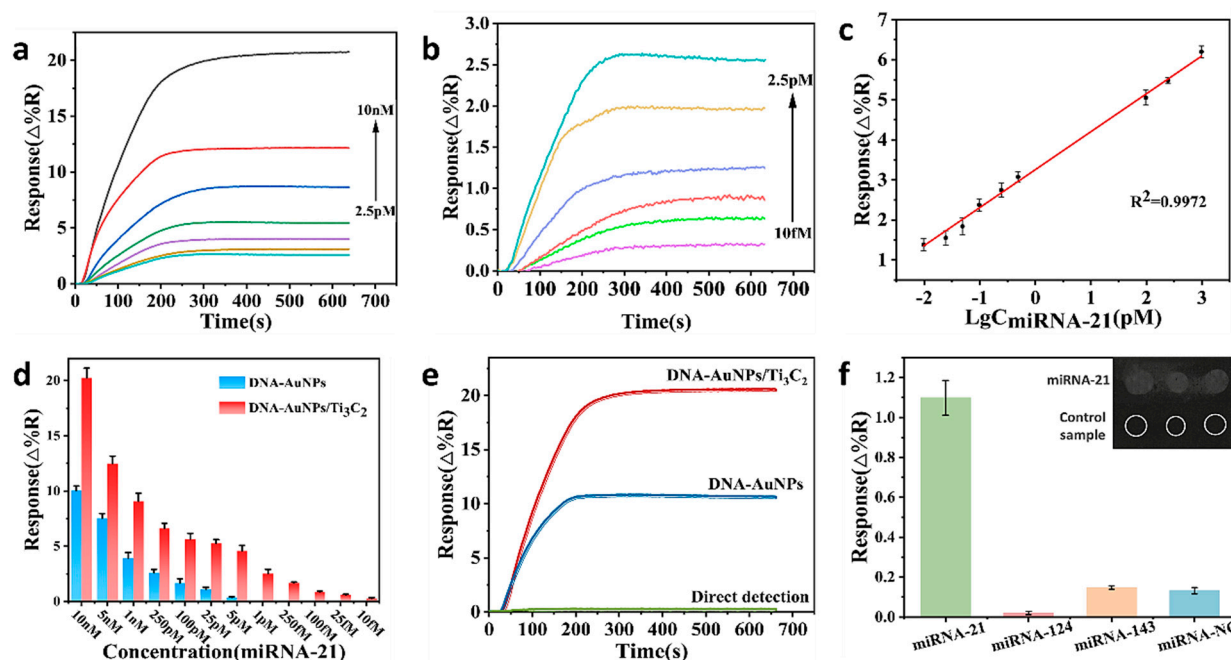 a
Response(△%R)
20
15
10
5
0
10nM
2.5pM
0 100 200 300 400 500 600 700
Time(s)
b
Response(△%R)
3.0
2.5
2.0
1.5
1.0
0.5
0.0
2.5pM
10fM
0 100 200 300 400 500 600 700 800
Time(s)
c
Response(△%R)
7
6
5
4
3
2
1
R²=0.9972
-2 -1 0 1 2 3
LgCmiRNA-21(pM)
d
Response(△%R)
20
15
10
5
0
DNA-AuNPs
DNA-AuNPs/Ti₃C₂
10nM 5nM 1nM 250pM 100pM 25pM 5pM 1pM 250fM 100fM 25fM 10fM
Concentration(miRNA-21)
e
Response(△%R)
25
20
15
10
5
0
DNA-AuNPs/Ti₃C₂
DNA-AuNPs
Direct detection
0 100 200 300 400 500 600 700
Time(s)
f
Response(△%R)
1.2
1.0
0.8
0.6
0.4
0.2
0.0
miRNA-21
Control
sample
miRNA-21 miRNA-124 miRNA-143 miRNA-NC